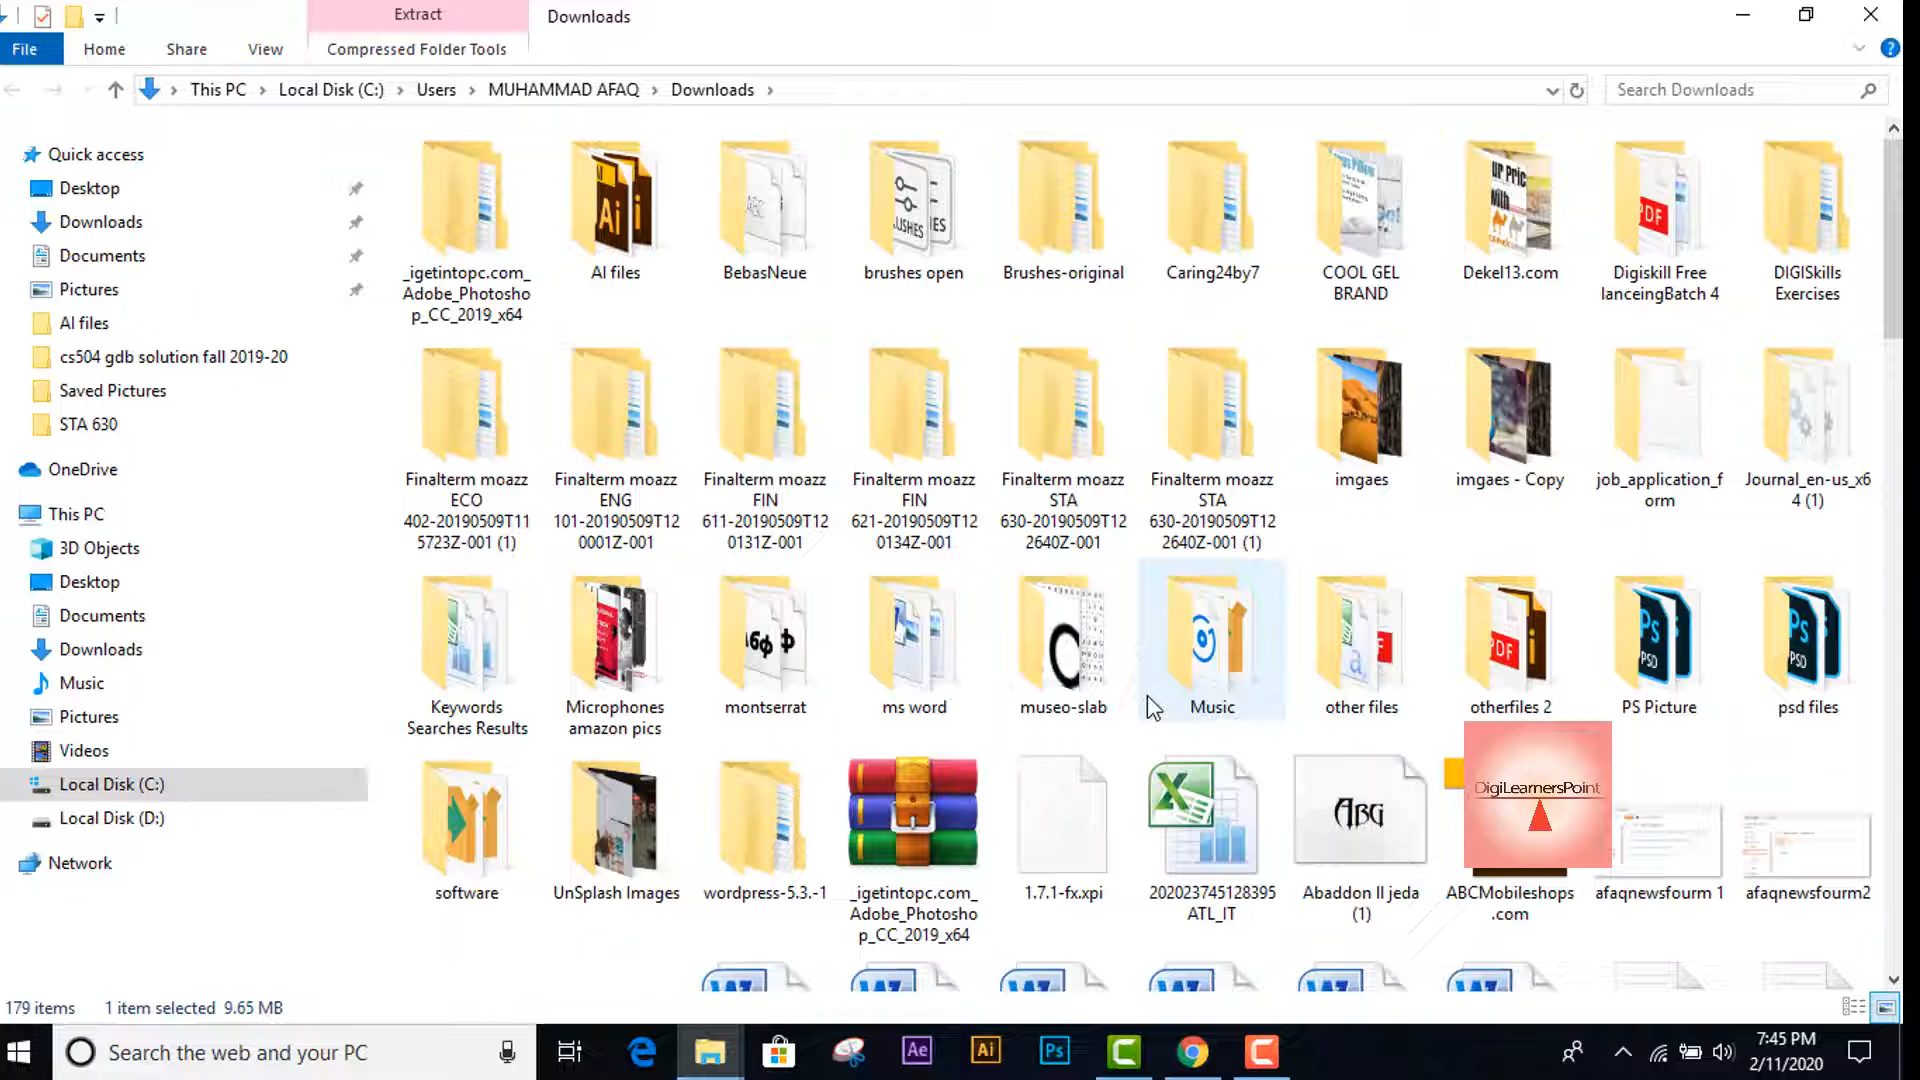 Extract
Downloads
File
Home
Share
View
Compressed Folder Tools
This PC
Local Disk (C:)
Users
MUHAMMAD AFAQ
Downloads
Search Downloads
Quick access
Desktop
Downloads
Documents
Pictures
AI files
cs504 gdb solution fall 2019-20
Saved Pictures
STA 630
OneDrive
This PC
3D Objects
Desktop
Documents
Downloads
Music
Pictures
Videos
Local Disk (C:)
Local Disk (D:)
Network
_igetintopc.com_
Adobe_Photosho
p_CC_2019_x64
AI files
BebasNeue
brushes open
Brushes-original
Caring24by7
COOL GEL
BRAND
Dekel13.com
Digiskill Free
lanceingBatch 4
DIGISkills
Exercises
Finalterm moazz
ECO
402-20190509T11
5723Z-001 (1)
Finalterm moazz
ENG
101-20190509T12
0001Z-001
Finalterm moazz
FIN
611-20190509T12
0131Z-001
Finalterm moazz
FIN
621-20190509T12
0134Z-001
Finalterm moazz
STA
630-20190509T12
2640Z-001
Finalterm moazz
STA
630-20190509T12
2640Z-001 (1)
imgaes
imgaes - Copy
job_application_f
orm
Journal_en-us_x6
4 (1)
Keywords
Searches Results
Microphones
amazon pics
montserrat
ms word
museo-slab
Music
other files
otherfiles 2
PS Picture
psd files
software
UnSplash Images
wordpress-5.3.-1
_igetintopc.com_
Adobe_Photosho
p_CC_2019_x64
1.7.1-fx.xpi
202023745128395
ATL_IT
Abaddon II jeda
(1)
ABCMobileshops
.com
afaqnewsfourm 1
afaqnewsfourm2
DigiLearnersPoint
179 items
1 item selected 9.65 MB
Search the web and your PC
Ae
Ai
Ps
7:45 PM
2/11/2020